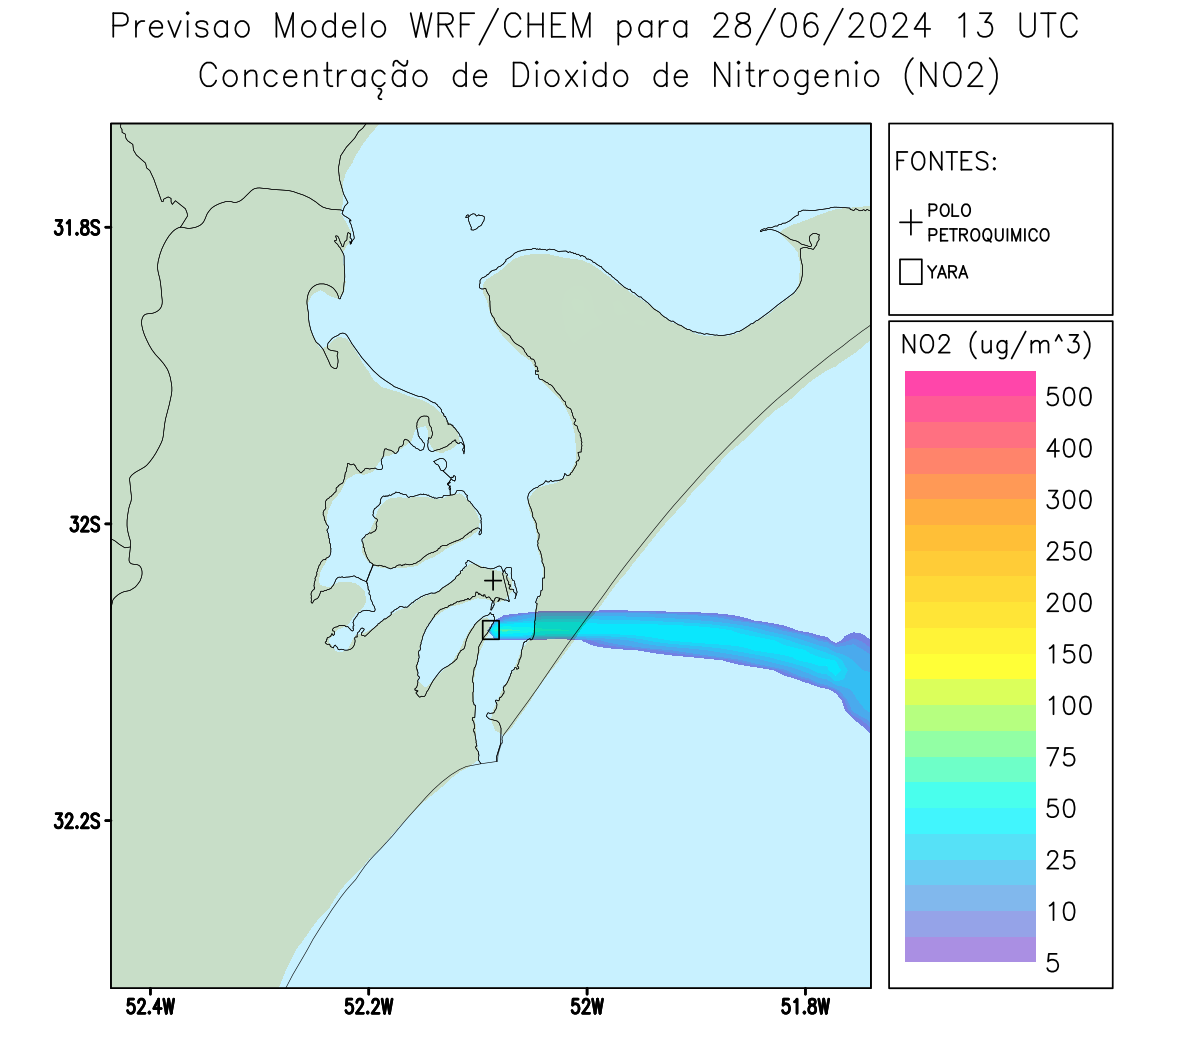 Previsao Modelo WRF/CHEM para 28/06/2024 13 UTC
Concentração de Dioxido de Nitrogenio (NO2)
FONTES:
POLO
PETROQUIMICO
YARA
NO2 (ug/m^3)
500
400
300
250
200
150
100
75
50
25
10
5
31.8S
32S
32.2S
52.4W
52.2W
52W
51.8W